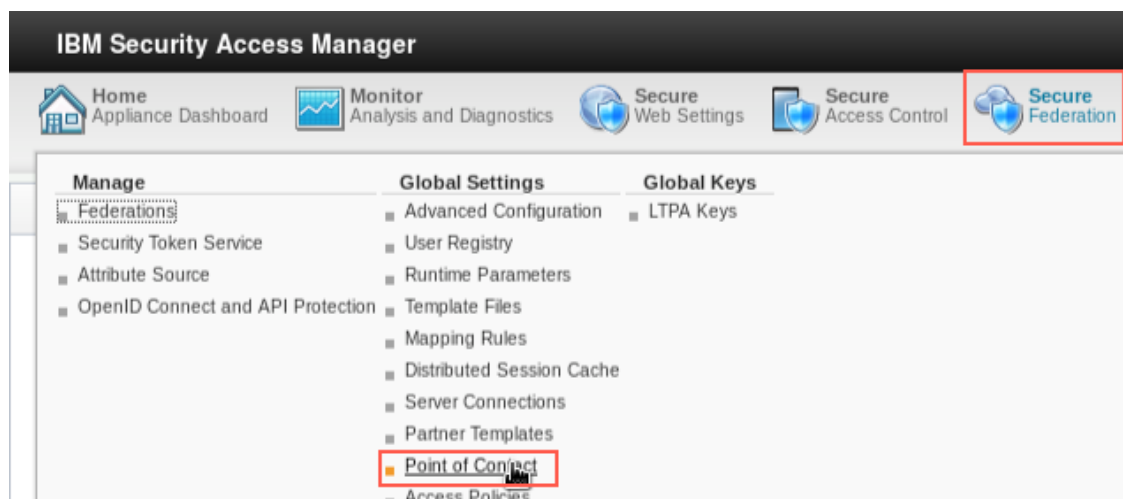 IBM Security Access Manager
Home
Appliance Dashboard
Monitor
Analysis and Diagnostics
Secure
Web Settings
Secure
Access Control
Secure
Federation
Manage
Federations
Security Token Service
Attribute Source
OpenID Connect and API Protection
Global Settings
Advanced Configuration
User Registry
Runtime Parameters
Template Files
Mapping Rules
Distributed Session Cache
Server Connections
Partner Templates
Point of Contact
Access Policies
Global Keys
LTPA Keys